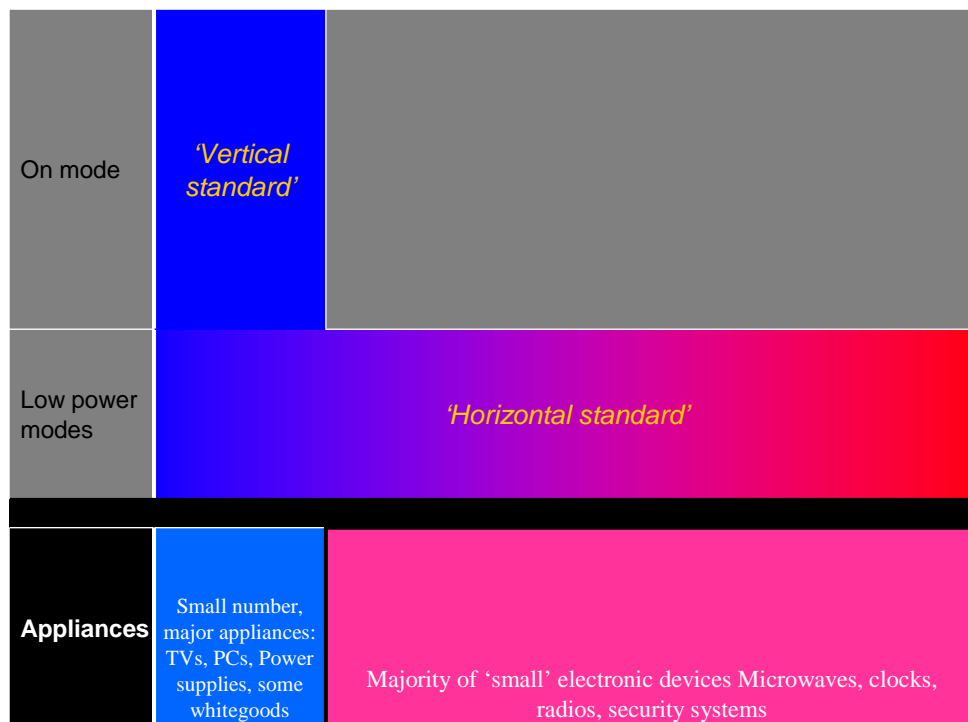 On mode
‘Vertical
standard’
Low power
modes
‘Horizontal standard’
Appliances
Small number,
major appliances:
TVs, PCs, Power
supplies, some
whitegoods
Majority of ‘small’ electronic devices Microwaves, clocks,
radios, security systems